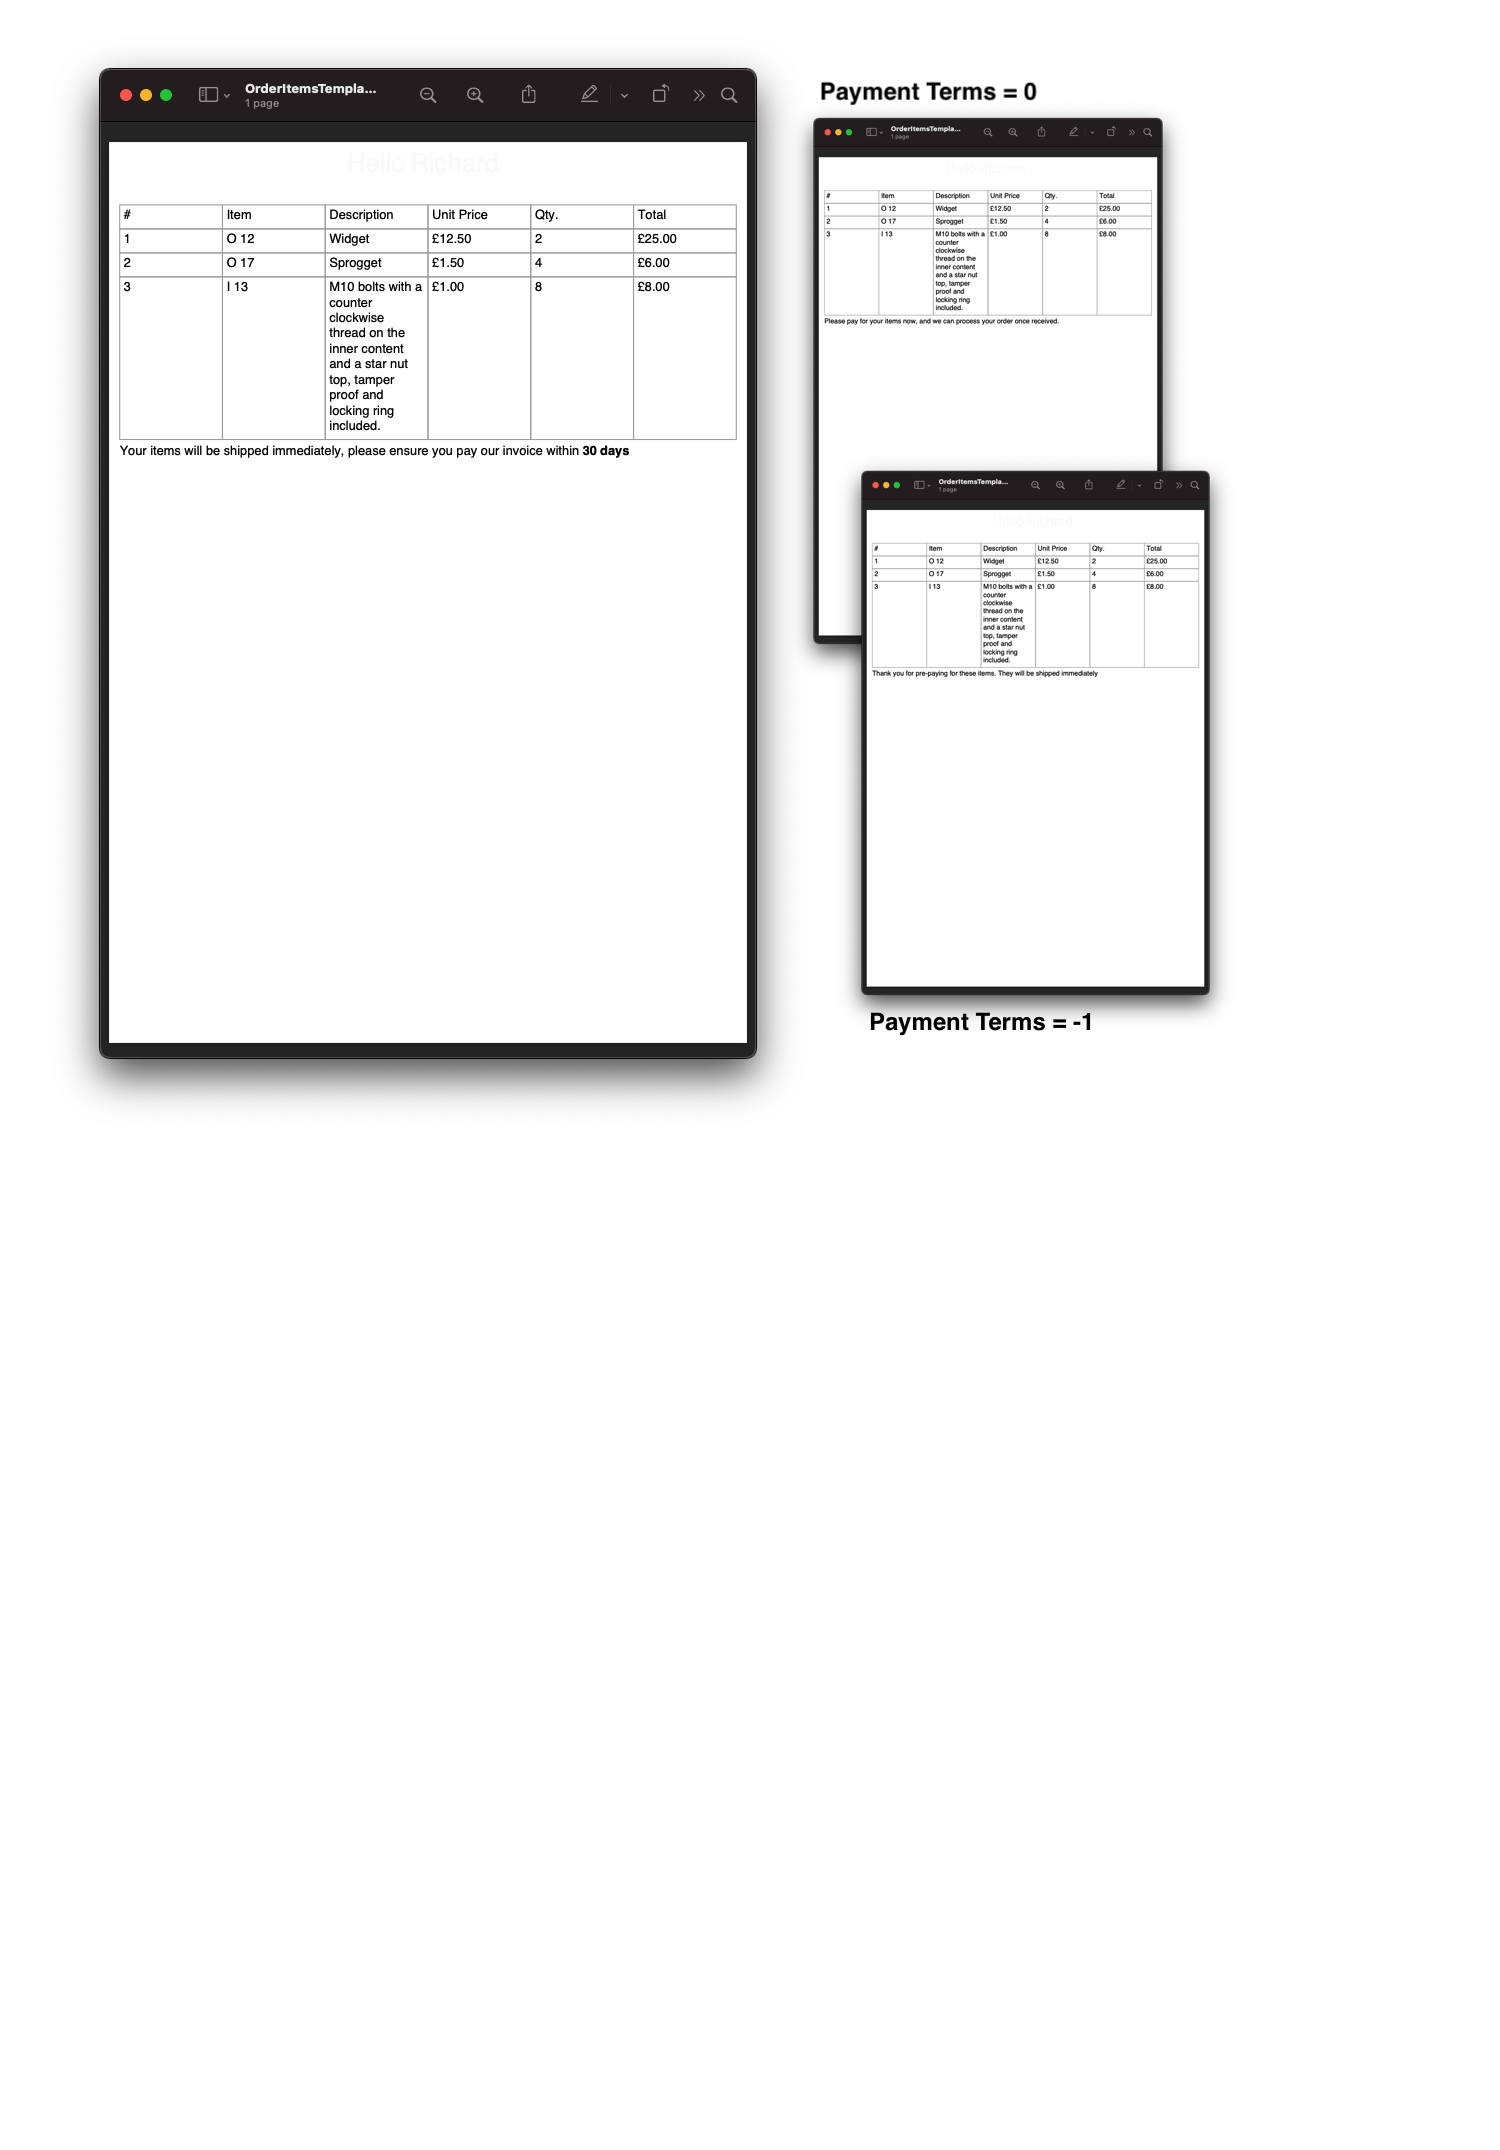 OrderItemsTempla...
1 page
Hello Richard.
# Item Description Unit Price Qty. Total
1 O 12 Widget £12.50 2 £25.00
2 O 17 Sprogget £1.50 4 £6.00
3 I 13 M10 bolts with a £1.00 8 £8.00
counter
clockwise
thread on the
inner content
and a star nut
top, tamper
proof and
locking ring
included.
Your items will be shipped immediately, please ensure you pay our invoice within 30 days
Payment Terms = 0
OrderItemsTempla...
1 page
Hello Richard.
# Item Description Unit Price Qty. Total
1 O 12 Widget £12.50 2 £25.00
2 O 17 Sprogget £1.50 4 £6.00
3 I 13 M10 bolts with a £1.00 8 £8.00
counter
clockwise
thread on the
inner content
and a star nut
top, tamper
proof and
locking ring
included.
Please pay for your items now, and we can process your order once received.
OrderItemsTempla...
1 page
Hello Richard.
# Item Description Unit Price Qty. Total
1 O 12 Widget £12.50 2 £25.00
2 O 17 Sprogget £1.50 4 £6.00
3 I 13 M10 bolts with a £1.00 8 £8.00
counter
clockwise
thread on the
inner content
and a star nut
top, tamper
proof and
locking ring
included.
Thank you for pre-paying for these items. They will be shipped immediately
Payment Terms = -1